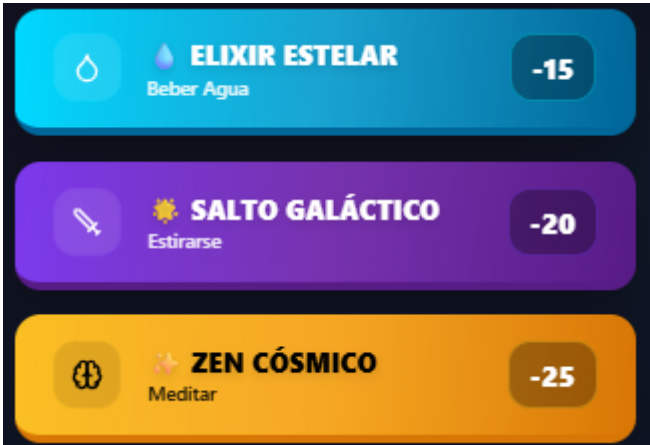 ELIXIR ESTELAR
Beber Agua
-15
SALTO GALÁCTICO
Estirarse
-20
ZEN CÓSMICO
Meditar
-25